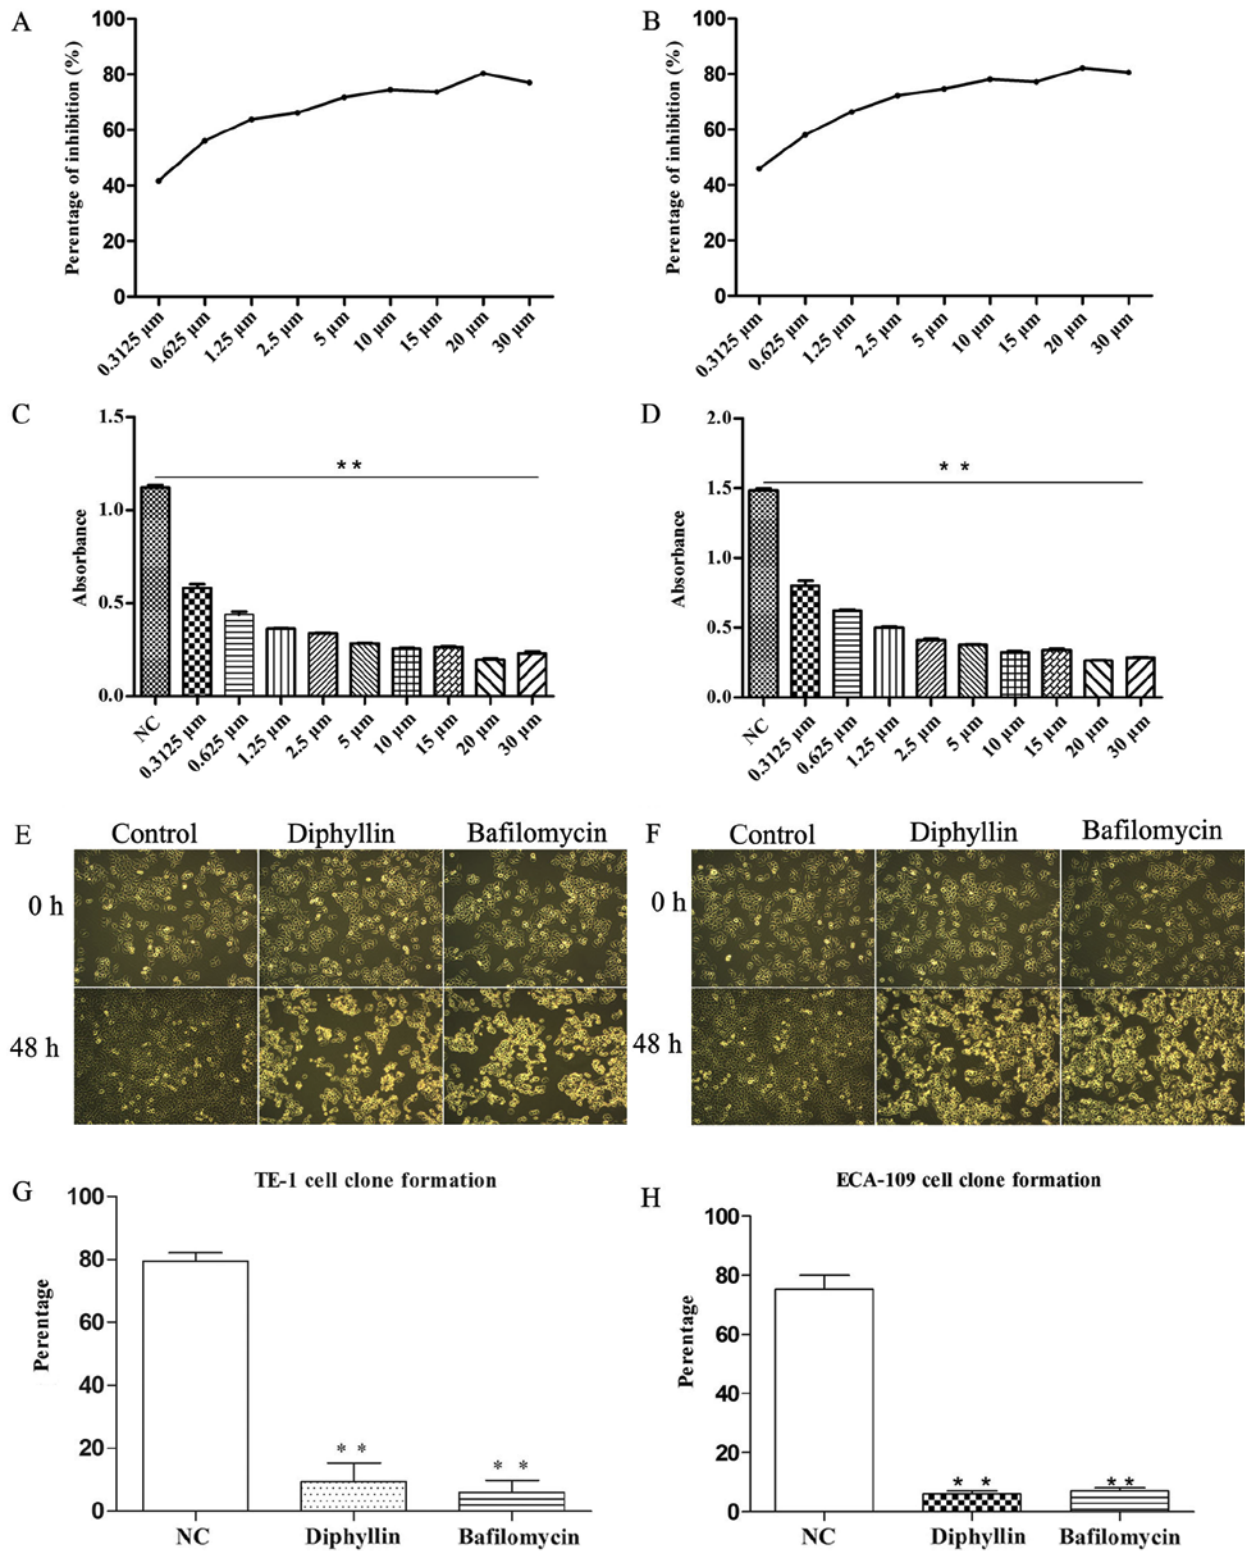 A
Perentage of inhibition (%)
100
80
60
40
20
0
0.3125 μm
0.625 μm
1.25 μm
2.5 μm
5 μm
10 μm
15 μm
20 μm
30 μm
B
Perentage of inhibition (%)
100
80
60
40
20
0
0.3125 μm
0.625 μm
1.25 μm
2.5 μm
5 μm
10 μm
15 μm
20 μm
30 μm
C
Absorbance
1.5
1.0
0.5
0.0
**
NC
0.3125 μm
0.625 μm
1.25 μm
2.5 μm
5 μm
10 μm
15 μm
20 μm
30 μm
D
Absorbance
2.0
1.5
1.0
0.5
0.0
* *
NC
0.3125 μm
0.625 μm
1.25 μm
2.5 μm
5 μm
10 μm
15 μm
20 μm
30 μm
E
Control Diphyllin Bafilomycin
0 h
48 h
F
Control Diphyllin Bafilomycin
0 h
48 h
G
TE-1 cell clone formation
Perentage
100
80
60
40
20
0
* *
* *
NC Diphyllin Bafilomycin
H
ECA-109 cell clone formation
Perentage
100
80
60
40
20
0
* *
**
NC Diphyllin Bafilomycin